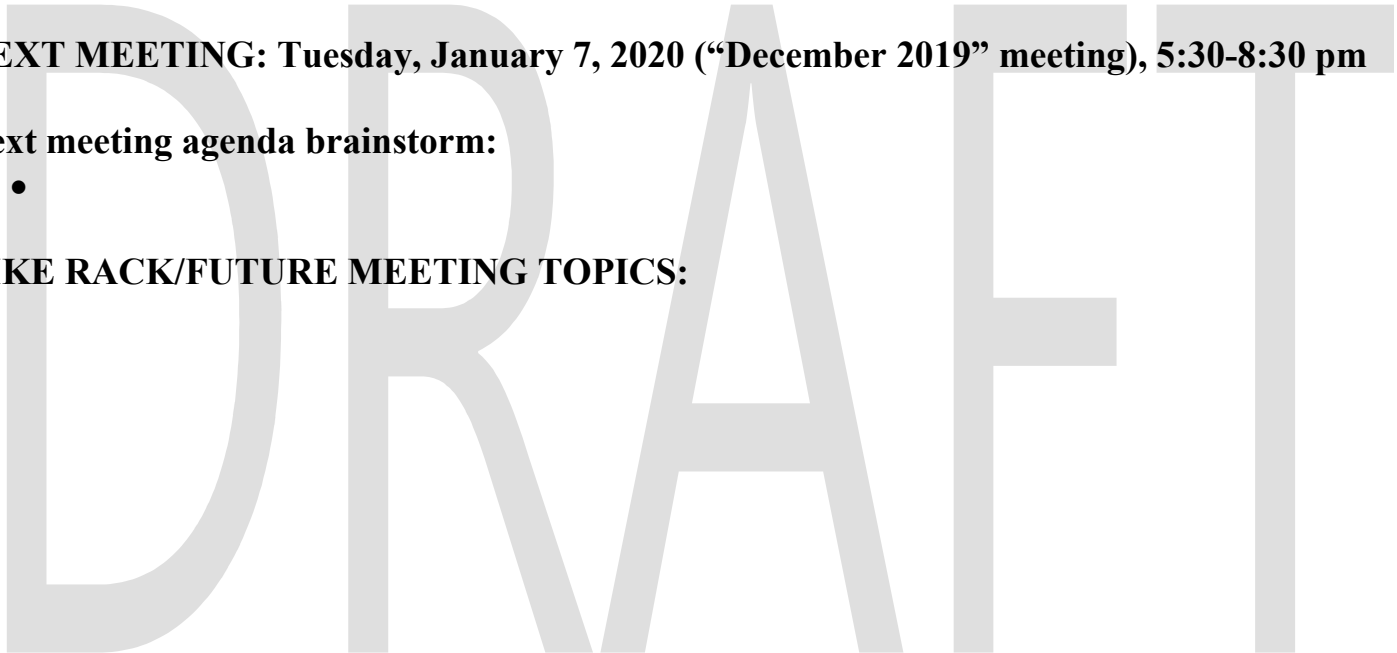 EXT MEETING: Tuesday, January 7, 2020 (“December 2019” meeting), 5:30-8:30 pm
ext meeting agenda brainstorm:
•
IKE RACK/FUTURE MEETING TOPICS:
DRAFT